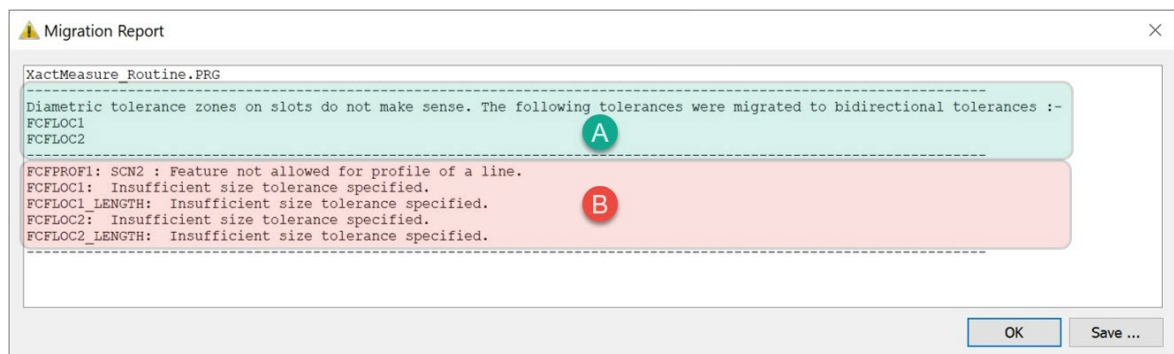 Migration Report
XactMeasure_Routine.PRG
--------------------------------------------------------------------------------------------------------------------
Diametric tolerance zones on slots do not make sense. The following tolerances were migrated to bidirectional tolerances :-
FCFLOC1
FCFLOC2
A
--------------------------------------------------------------------------------------------------------------------
FCFPROF1: SCN2 : Feature not allowed for profile of a line.
FCFLOC1:  Insufficient size tolerance specified.
FCFLOC1_LENGTH:  Insufficient size tolerance specified.
B
FCFLOC2:  Insufficient size tolerance specified.
FCFLOC2_LENGTH:  Insufficient size tolerance specified.
--------------------------------------------------------------------------------------------------------------------
OK
Save ...